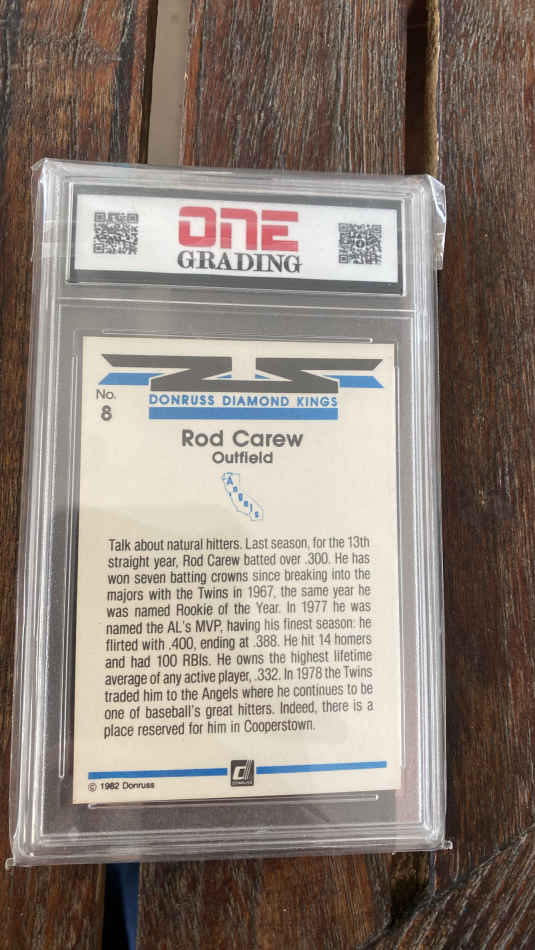 ONE
GRADING
No.
8
DONRUSS DIAMOND KINGS
Rod Carew
Outfield
Angels
Talk about natural hitters. Last season, for the 13th
straight year, Rod Carew batted over .300. He has
won seven batting crowns since breaking into the
majors with the Twins in 1967, the same year he
was named Rookie of the Year. In 1977 he was
named the AL's MVP, having his finest season: he
flirted with .400, ending at .388. He hit 14 homers
and had 100 RBIs. He owns the highest lifetime
average of any active player, .332. In 1978 the Twins
traded him to the Angels where he continues to be
one of baseball's great hitters. Indeed, there is a
place reserved for him in Cooperstown.
DONRUSS
© 1982 Donruss